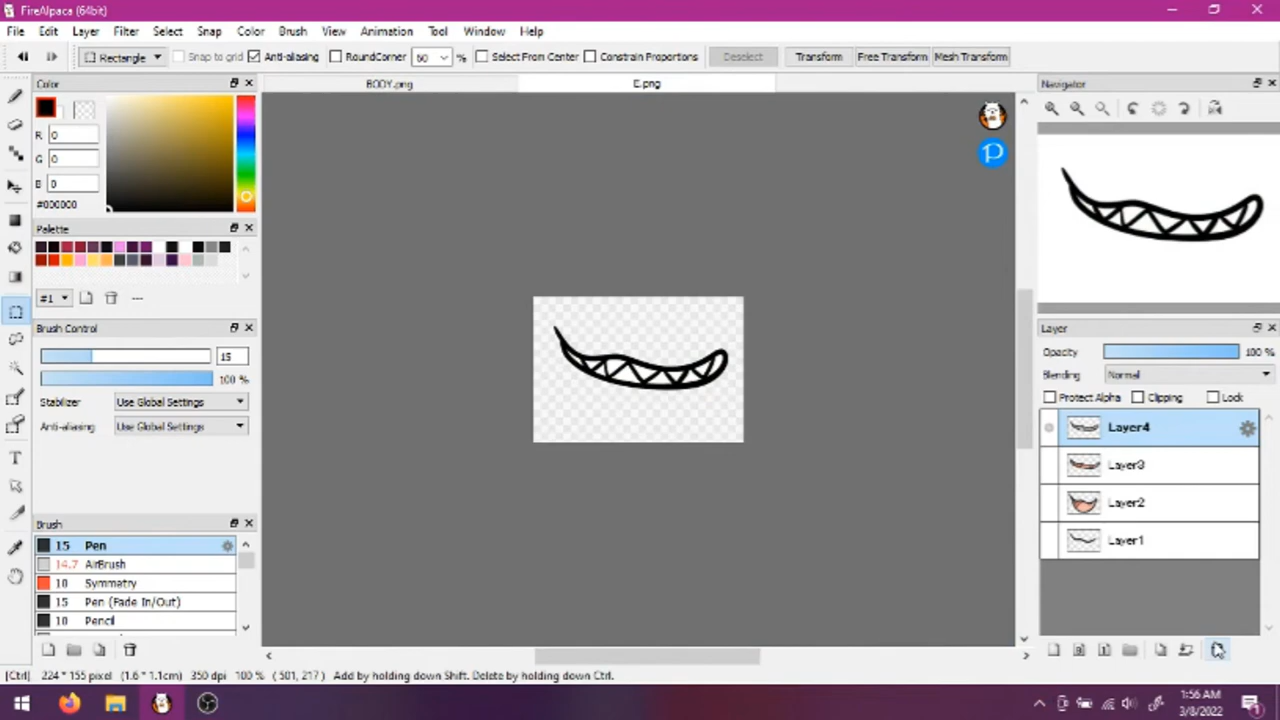 FireAlpaca (64bit)
File Edit Layer Filter Select Snap Color Brush View Animation Tool Window Help
Rectangle Snap to grid Anti-aliasing RoundCorner 60 % Select From Center Constrain Proportions Deselect Transform Free Transform Mesh Transform
Color
BODY.png
E.png
Navigator
R 0
G 0
B 0
#000000
Palette
#1
---
Brush Control
15
100 %
Stabilizer Use Global Settings
Anti-aliasing Use Global Settings
Brush
15 Pen
14.7 AirBrush
10 Symmetry
15 Pen (Fade In/Out)
10 Pencil
Layer
Opacity 100 %
Blending Normal
Protect Alpha Clipping Lock
Layer4
Layer3
Layer2
Layer1
[Ctrl] 224 * 155 pixel (1.6 * 1.1cm) 350 dpi 100 % ( 501, 217 ) Add by holding down Shift. Delete by holding down Ctrl.
1:56 AM
3/8/2022